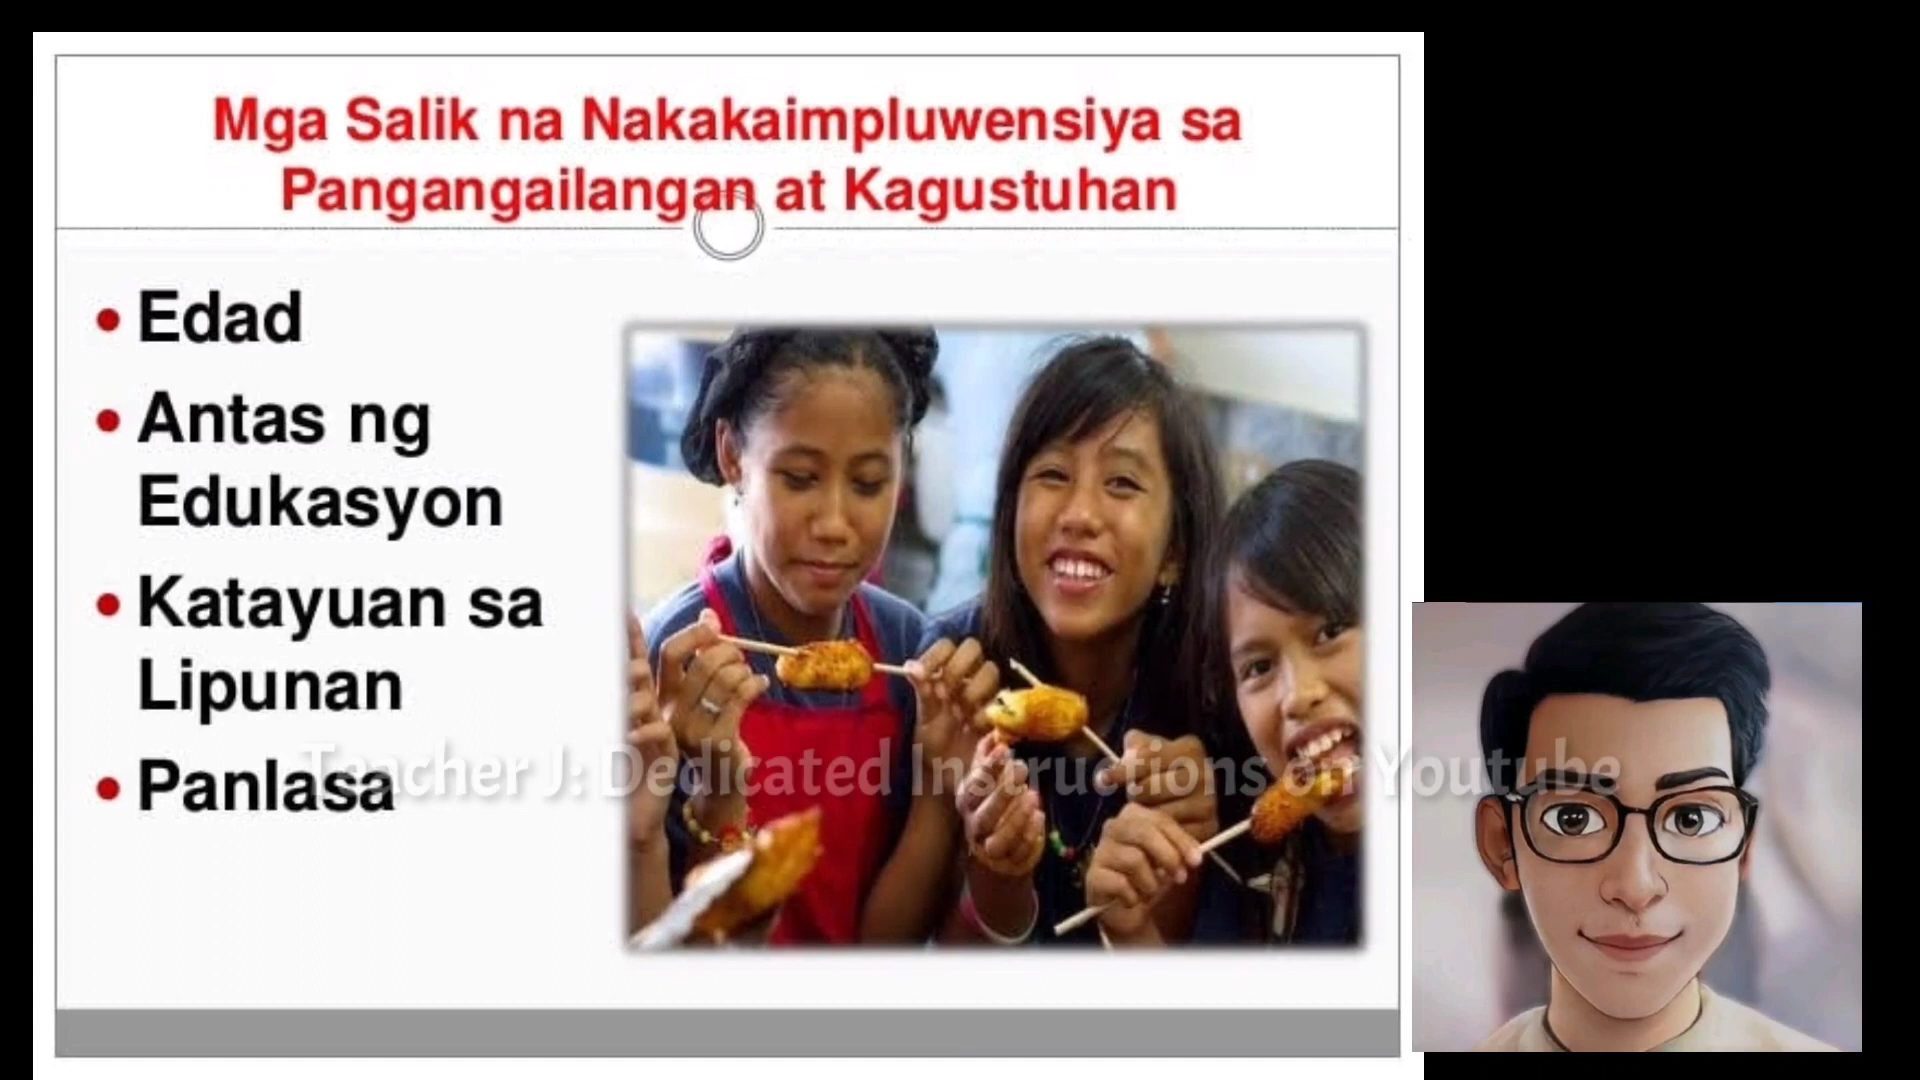 Mga Salik na Nakakaimpluwensiya sa
Pangangailangan at Kagustuhan
• Edad
• Antas ng
Edukasyon
• Katayuan sa
Lipunan
• Panlasa
Teacher J: Dedicated Instructions on Youtube